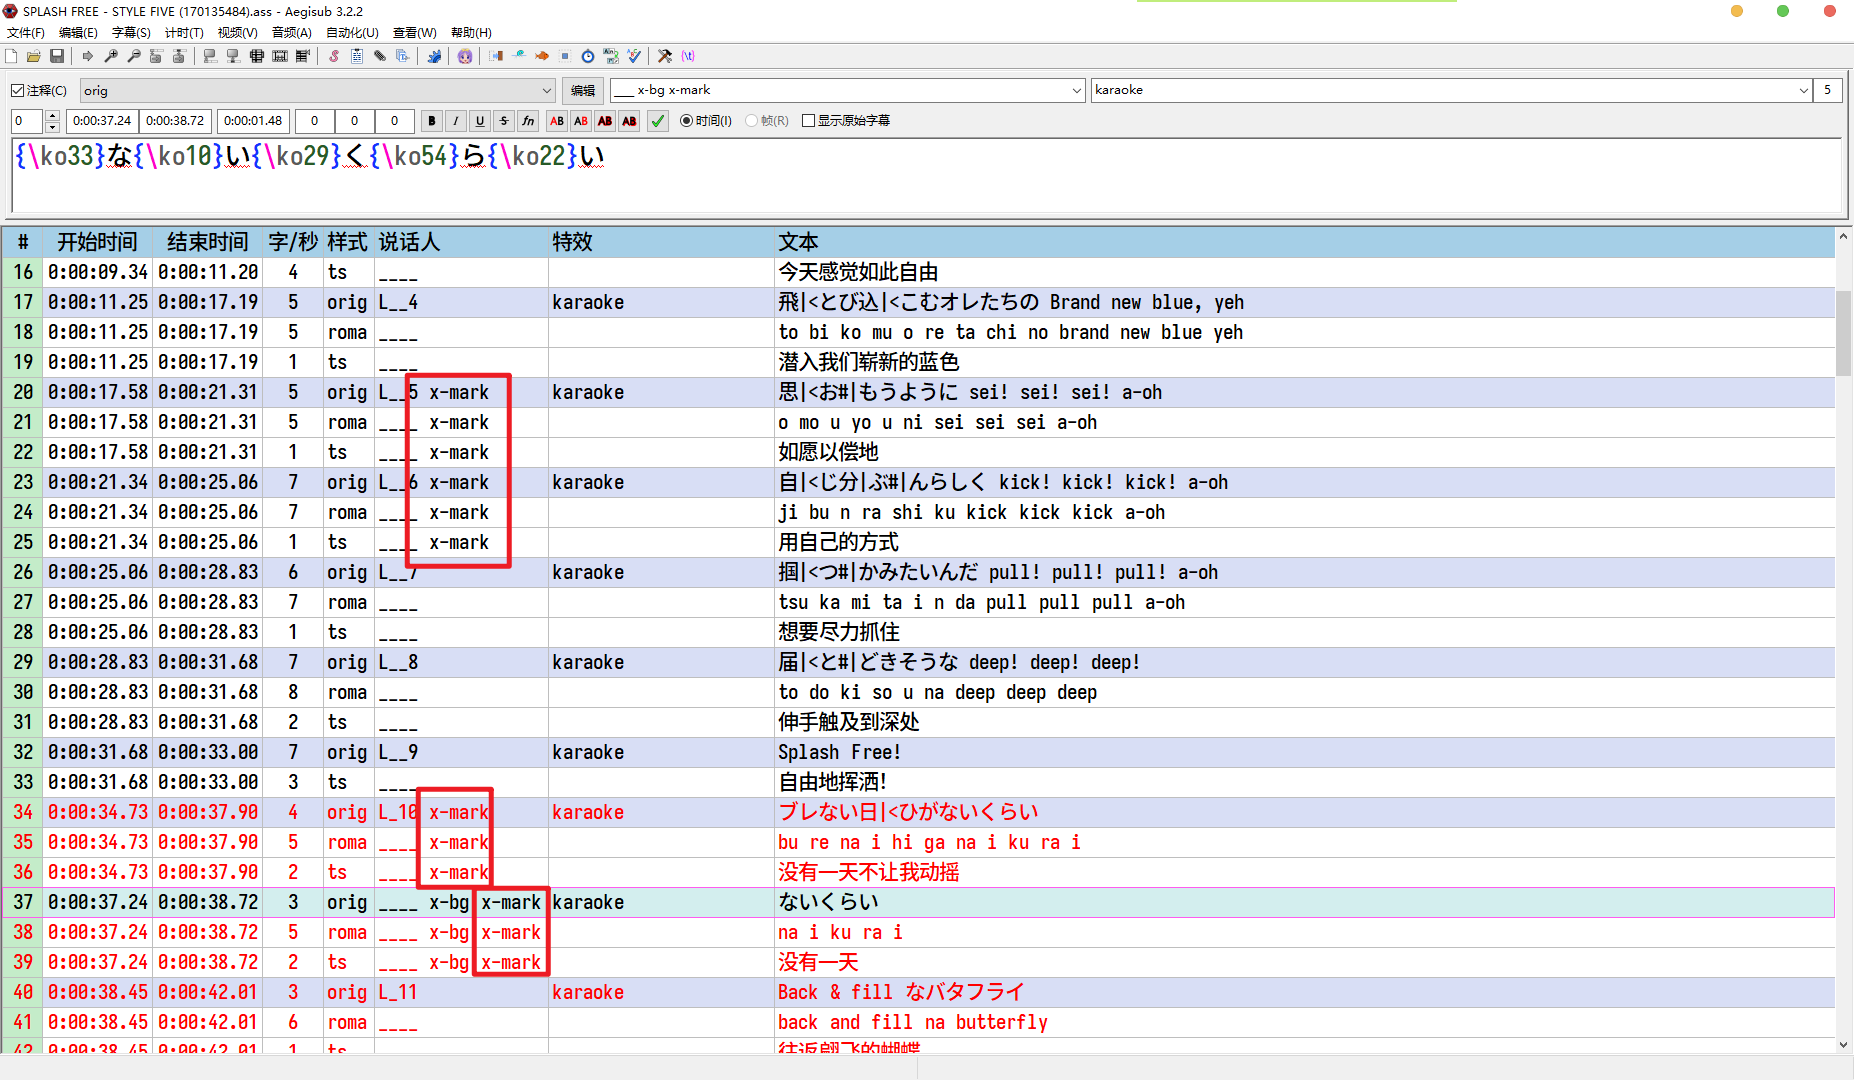 SPLASH FREE - STYLE FIVE (170135484).ass - Aegisub 3.2.2
文件(F) 编辑(E) 字幕(S) 计时(T) 视频(V) 音频(A) 自动化(U) 查看(W) 帮助(H)
注释(C) orig 编辑 ___ x-bg x-mark karaoke 5
0 0:00:37.24 0:00:38.72 0:00:01.48 0 0 0 B I U S fn AB AB AB AB 时间(I) 帧(R) 显示原始字幕
{\ko33}な{\ko10}い{\ko29}く{\ko54}ら{\ko22}い
# 开始时间 结束时间 字/秒 样式 说话人 特效 文本
16 0:00:09.34 0:00:11.20 4 ts ____ 今天感觉如此自由
17 0:00:11.25 0:00:17.19 5 orig L__4 karaoke 飛|<とび込|<こむオレたちの Brand new blue, yeh
18 0:00:11.25 0:00:17.19 5 roma ____ to bi ko mu o re ta chi no brand new blue yeh
19 0:00:11.25 0:00:17.19 1 ts ____ 潜入我们崭新的蓝色
20 0:00:17.58 0:00:21.31 5 orig L__5 x-mark karaoke 思|<お#|もうように sei! sei! sei! a-oh
21 0:00:17.58 0:00:21.31 5 roma ____ x-mark o mo u yo u ni sei sei sei a-oh
22 0:00:17.58 0:00:21.31 1 ts ____ x-mark 如愿以偿地
23 0:00:21.34 0:00:25.06 7 orig L__6 x-mark karaoke 自|<じ分|ぶ#|んらしく kick! kick! kick! a-oh
24 0:00:21.34 0:00:25.06 7 roma ____ x-mark ji bu n ra shi ku kick kick kick a-oh
25 0:00:21.34 0:00:25.06 1 ts ____ x-mark 用自己的方式
26 0:00:25.06 0:00:28.83 6 orig L__7 karaoke 掴|<つ#|かみたいんだ pull! pull! pull! a-oh
27 0:00:25.06 0:00:28.83 7 roma ____ tsu ka mi ta i n da pull pull pull a-oh
28 0:00:25.06 0:00:28.83 1 ts ____ 想要尽力抓住
29 0:00:28.83 0:00:31.68 7 orig L__8 karaoke 届|<と#|どきそうな deep! deep! deep!
30 0:00:28.83 0:00:31.68 8 roma ____ to do ki so u na deep deep deep
31 0:00:28.83 0:00:31.68 2 ts ____ 伸手触及到深处
32 0:00:31.68 0:00:33.00 7 orig L__9 karaoke Splash Free!
33 0:00:31.68 0:00:33.00 3 ts ____ 自由地挥洒!
34 0:00:34.73 0:00:37.90 4 orig L_10 x-mark karaoke ブレない日|<ひがないくらい
35 0:00:34.73 0:00:37.90 5 roma ____ x-mark bu re na i hi ga na i ku ra i
36 0:00:34.73 0:00:37.90 2 ts ____ x-mark 没有一天不让我动摇
37 0:00:37.24 0:00:38.72 3 orig ____ x-bg x-mark karaoke ないくらい
38 0:00:37.24 0:00:38.72 5 roma ____ x-bg x-mark na i ku ra i
39 0:00:37.24 0:00:38.72 2 ts ____ x-bg x-mark 没有一天
40 0:00:38.45 0:00:42.01 3 orig L_11 karaoke Back & fill なバタフライ
41 0:00:38.45 0:00:42.01 6 roma ____ back and fill na butterfly
42 0:00:38.45 0:00:42.01 1 ts 往返翩飞的蝴蝶